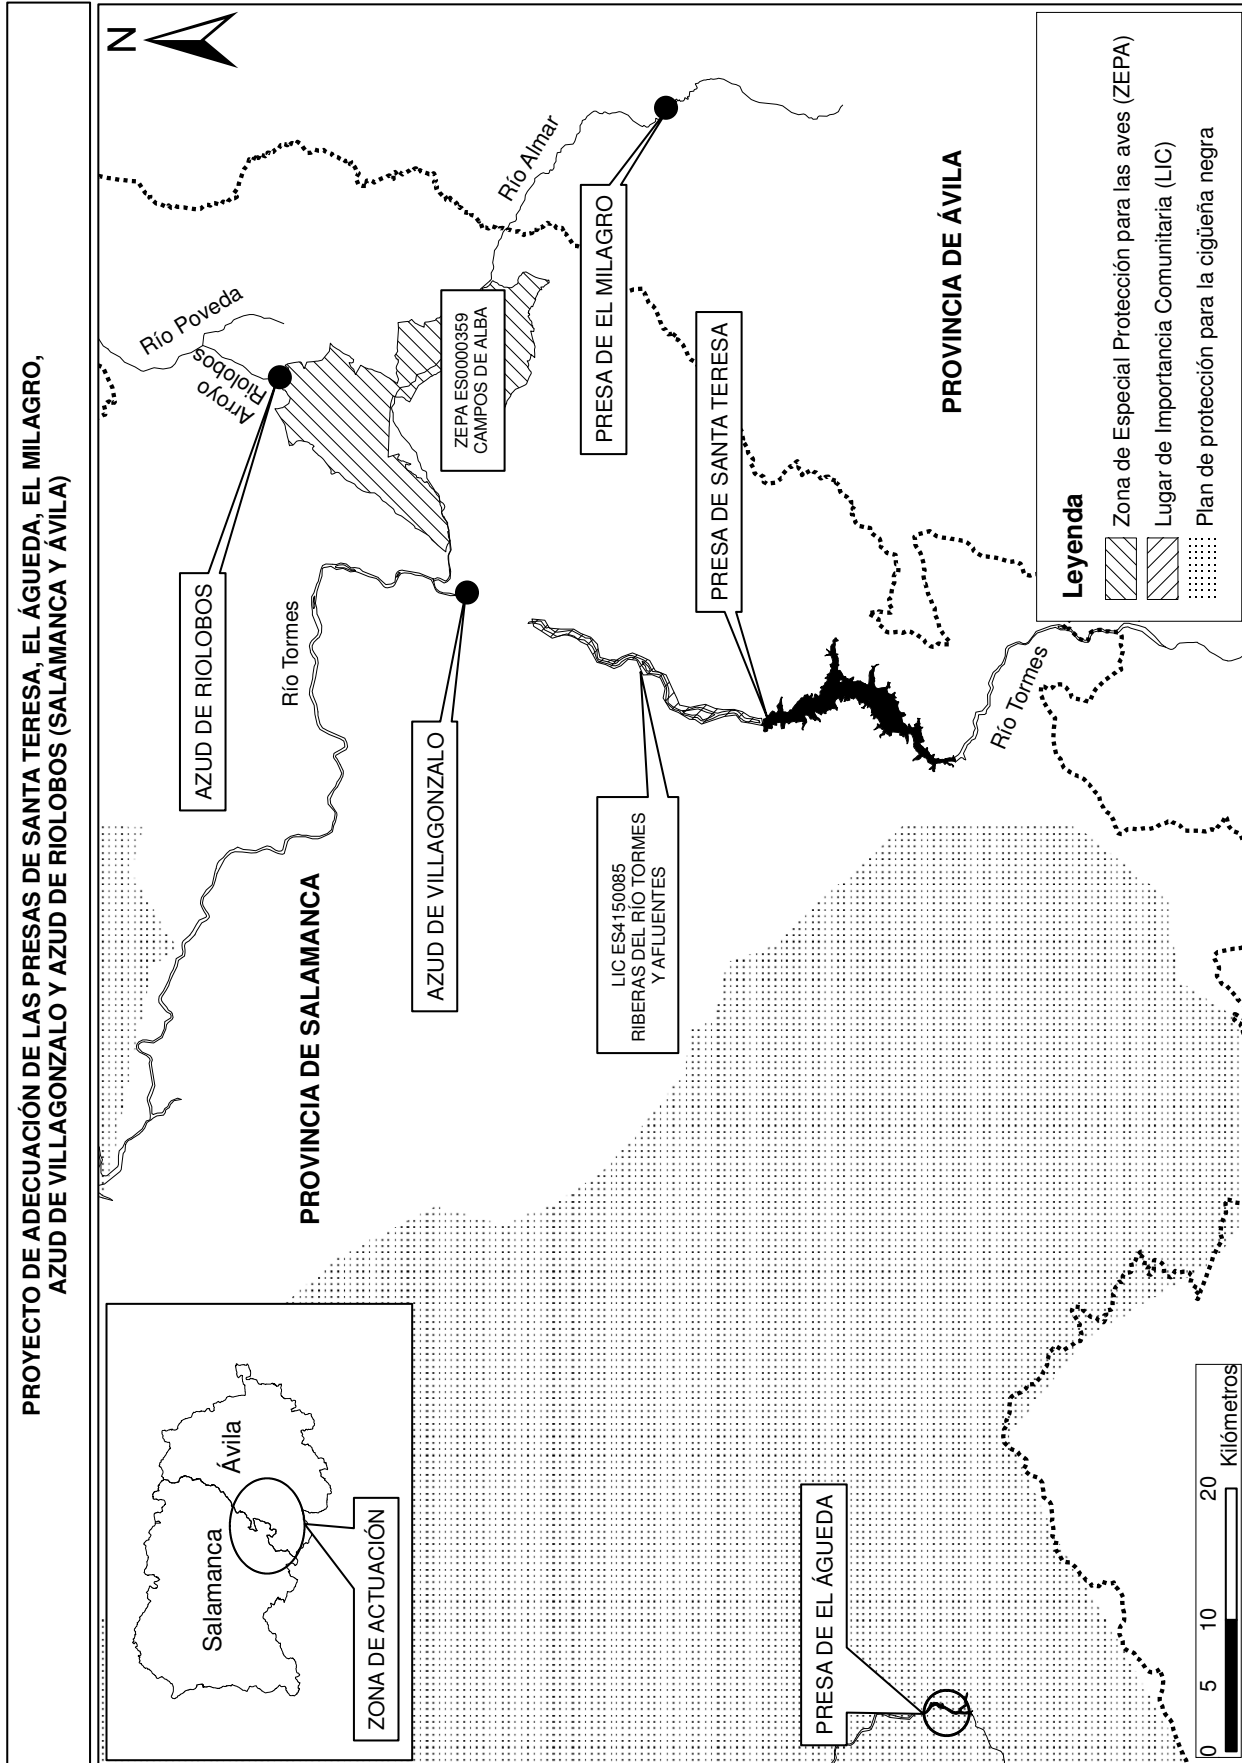 PROYECTO DE ADECUACIÓN DE LAS PRESAS DE SANTA TERESA, EL ÁGUEDA, EL MILAGRO,
AZUD DE VILLAGONZALO Y AZUD DE RIOLOBOS (SALAMANCA Y ÁVILA)
N
Salamanca
Ávila
ZONA DE ACTUACIÓN
PROVINCIA DE SALAMANCA
Río Tormes
AZUD DE RIOLOBOS
Arroyo
Riolobos
Río Poveda
AZUD DE VILLAGONZALO
ZEPA ES0000359
CAMPOS DE ALBA
Río Almar
PRESA DE EL MILAGRO
LIC ES4150085
RIBERAS DEL RÍO TORMES
Y AFLUENTES
PRESA DE SANTA TERESA
PROVINCIA DE ÁVILA
Río Tormes
PRESA DE EL ÁGUEDA
0 5 10 20
Kilómetros
Leyenda
Zona de Especial Protección para las aves (ZEPA)
Lugar de Importancia Comunitaria (LIC)
Plan de protección para la cigüeña negra